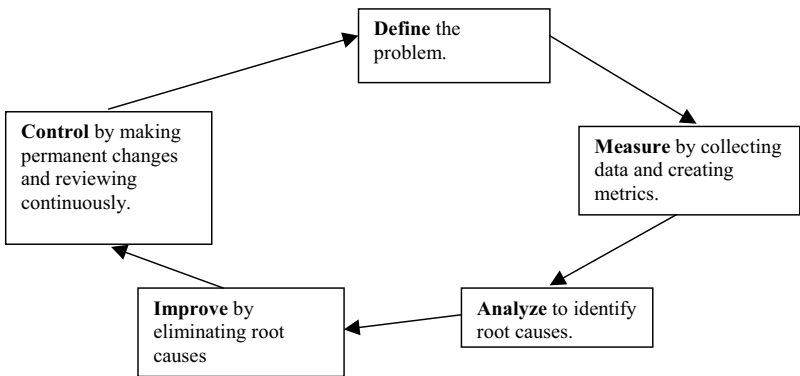 Define the
problem.
Measure by collecting
data and creating
metrics.
Analyze to identify
root causes.
Improve by
eliminating root
causes
Control by making
permanent changes
and reviewing
continuously.